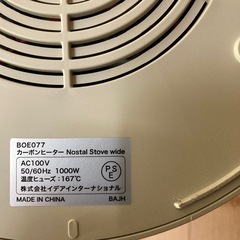 BOE077
カーボンヒーター Nostal Stove wide
AC100V
50/60Hz 1000W
温度ヒューズ：167℃
PSE
株式会社イデアインターナショナル
MADE IN CHINA BAJH